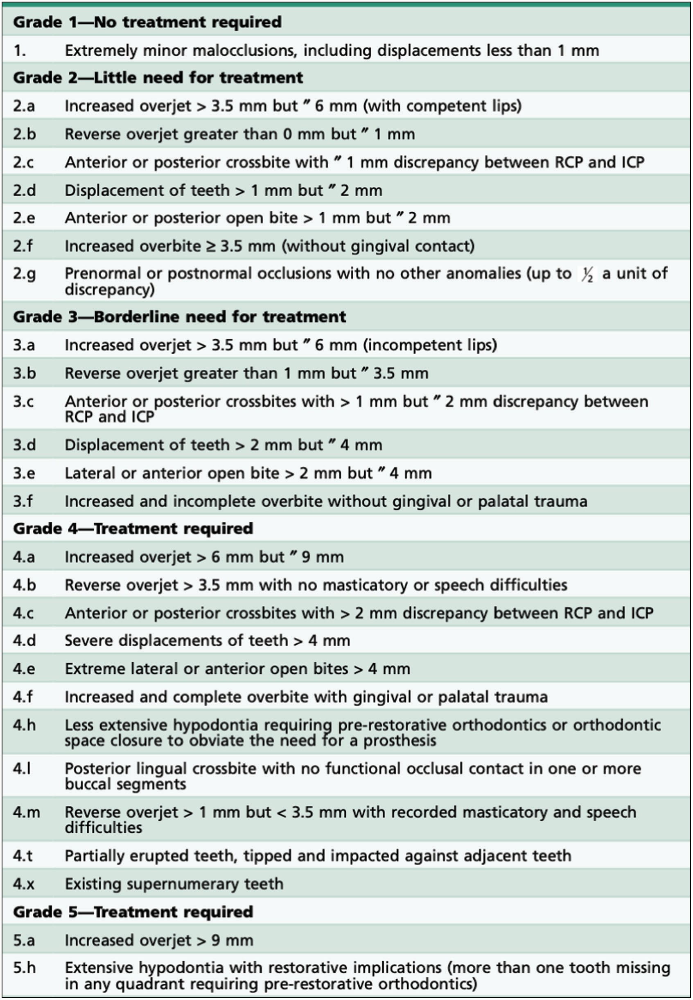 Grade 1—No treatment required
1. Extremely minor malocclusions, including displacements less than 1 mm
Grade 2—Little need for treatment
2.a Increased overjet > 3.5 mm but ″ 6 mm (with competent lips)
2.b Reverse overjet greater than 0 mm but ″ 1 mm
2.c Anterior or posterior crossbite with ″ 1 mm discrepancy between RCP and ICP
2.d Displacement of teeth > 1 mm but ″ 2 mm
2.e Anterior or posterior open bite > 1 mm but ″ 2 mm
2.f Increased overbite ≥ 3.5 mm (without gingival contact)
2.g Prenormal or postnormal occlusions with no other anomalies (up to ½ a unit of
discrepancy)
Grade 3—Borderline need for treatment
3.a Increased overjet > 3.5 mm but ″ 6 mm (incompetent lips)
3.b Reverse overjet greater than 1 mm but ″ 3.5 mm
3.c Anterior or posterior crossbites with > 1 mm but ″ 2 mm discrepancy between
RCP and ICP
3.d Displacement of teeth > 2 mm but ″ 4 mm
3.e Lateral or anterior open bite > 2 mm but ″ 4 mm
3.f Increased and incomplete overbite without gingival or palatal trauma
Grade 4—Treatment required
4.a Increased overjet > 6 mm but ″ 9 mm
4.b Reverse overjet > 3.5 mm with no masticatory or speech difficulties
4.c Anterior or posterior crossbites with > 2 mm discrepancy between RCP and ICP
4.d Severe displacements of teeth > 4 mm
4.e Extreme lateral or anterior open bites > 4 mm
4.f Increased and complete overbite with gingival or palatal trauma
4.h Less extensive hypodontia requiring pre-restorative orthodontics or orthodontic
space closure to obviate the need for a prosthesis
4.l Posterior lingual crossbite with no functional occlusal contact in one or more
buccal segments
4.m Reverse overjet > 1 mm but < 3.5 mm with recorded masticatory and speech
difficulties
4.t Partially erupted teeth, tipped and impacted against adjacent teeth
4.x Existing supernumerary teeth
Grade 5—Treatment required
5.a Increased overjet > 9 mm
5.h Extensive hypodontia with restorative implications (more than one tooth missing
in any quadrant requiring pre-restorative orthodontics)